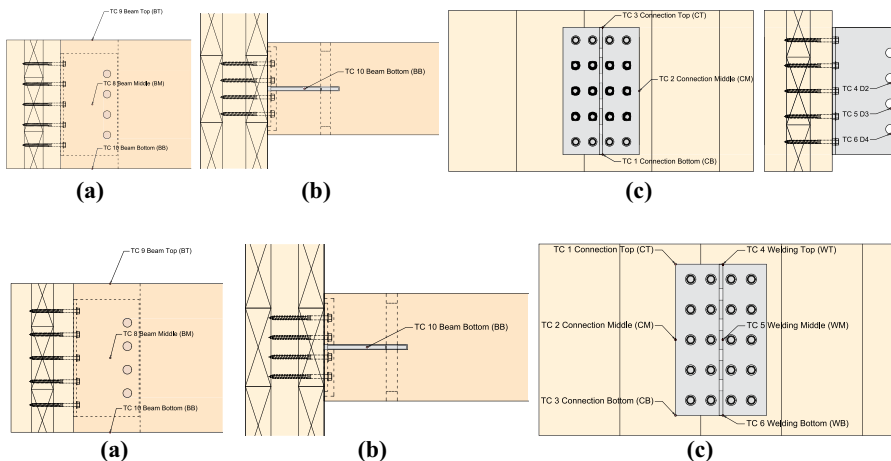 TC 9 Beam Top (BT)
TC 8 Beam Middle (BM)
TC 10 Beam Bottom (BB)
(a)
TC 10 Beam Bottom (BB)
(b)
TC 3 Connection Top (CT)
TC 2 Connection Middle (CM)
TC 1 Connection Bottom (CB)
(c)
TC 4 D2
TC 5 D3
TC 6 D4
TC 9 Beam Top (BT)
TC 8 Beam Middle (BM)
TC 10 Beam Bottom (BB)
(a)
TC 10 Beam Bottom (BB)
(b)
TC 1 Connection Top (CT)
TC 4 Welding Top (WT)
TC 2 Connection Middle (CM)
TC 5 Welding Middle (WM)
TC 3 Connection Bottom (CB)
TC 6 Welding Bottom (WB)
(c)